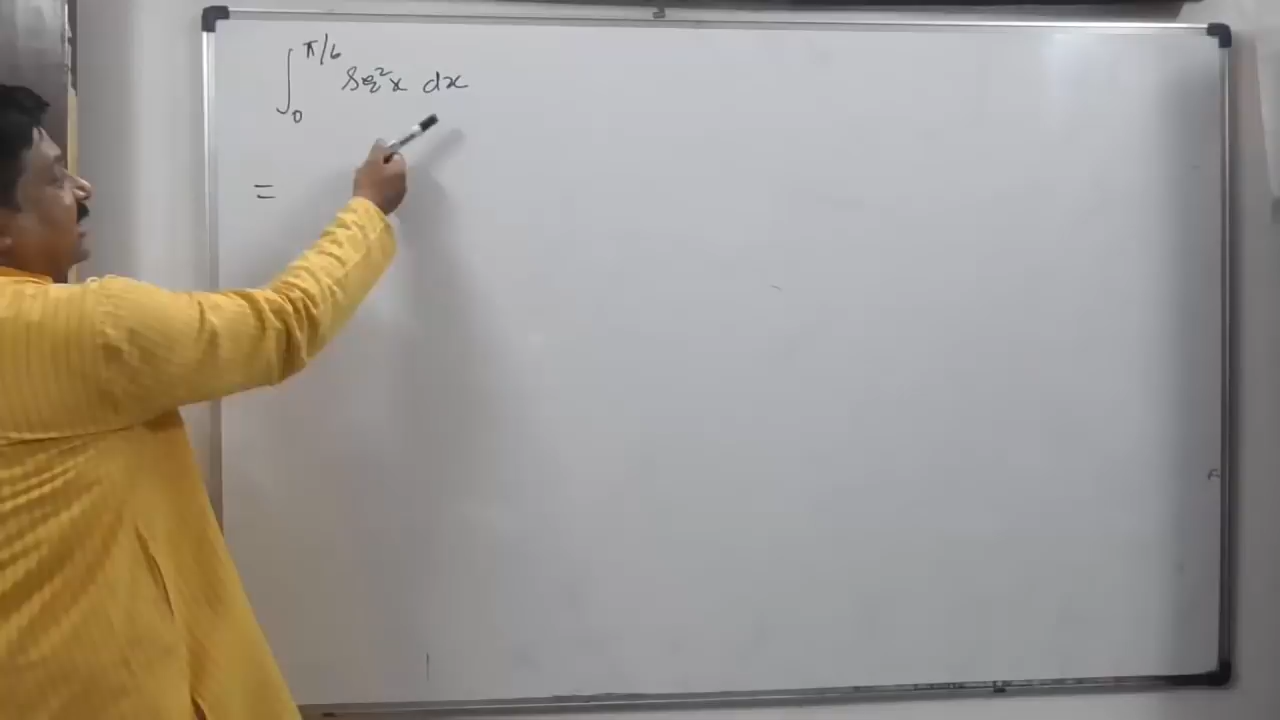 ∫₀^π/6 sec²x dx
=